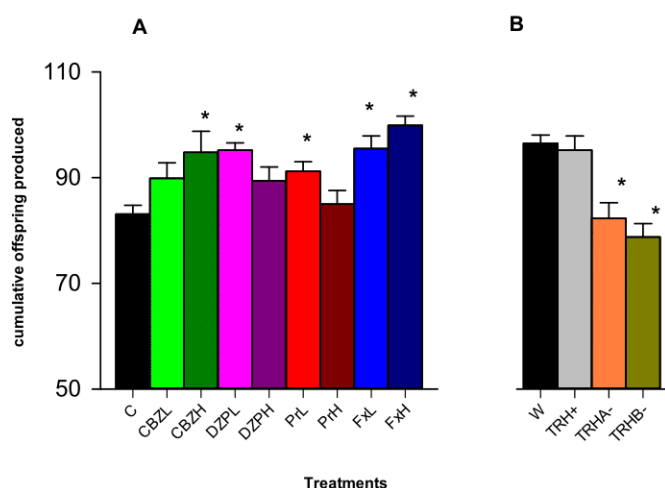 A
B
cumulative offspring produced
110
90
70
50
* * * * *
* *
C CBZL CBZH DZPL DZPH PrL PrH FxL FxH
W TRH+ TRHA- TRHB-
Treatments